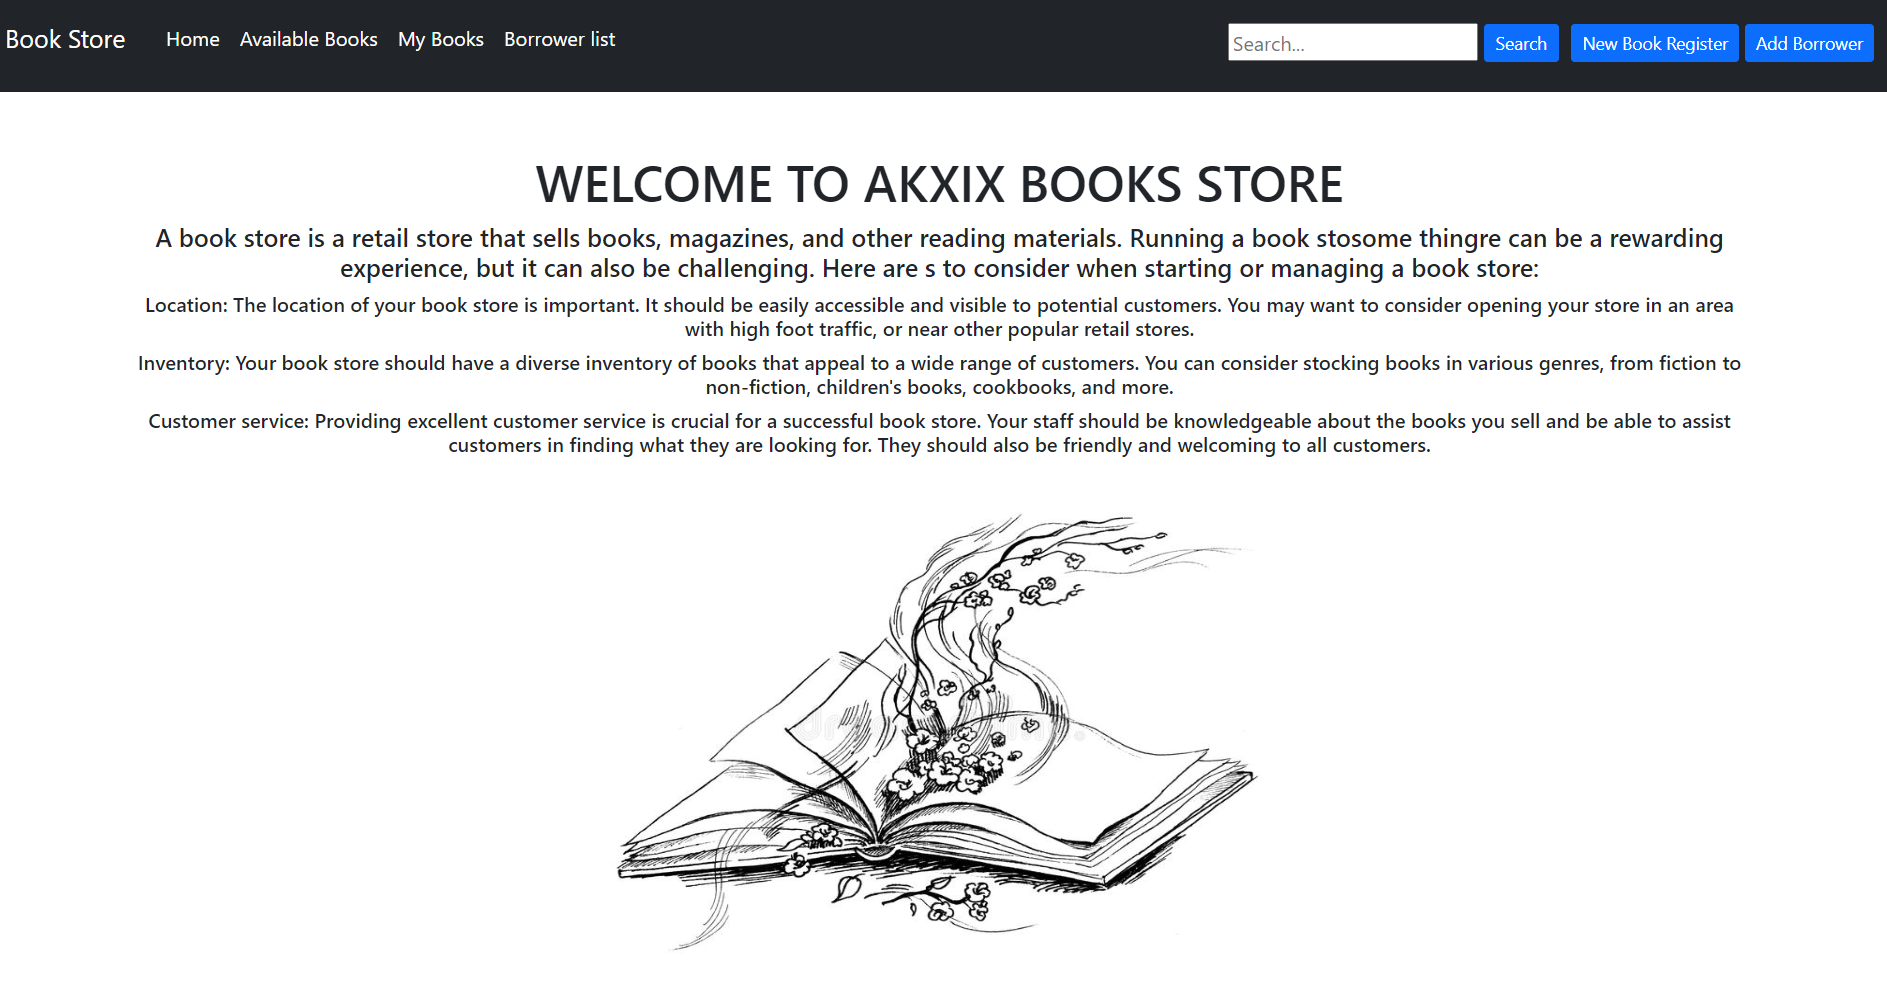 Book Store Home Available Books My Books Borrower list Search... Search New Book Register Add Borrower
WELCOME TO AKXIX BOOKS STORE
A book store is a retail store that sells books, magazines, and other reading materials. Running a book stosome thingre can be a rewarding
experience, but it can also be challenging. Here are s to consider when starting or managing a book store:
Location: The location of your book store is important. It should be easily accessible and visible to potential customers. You may want to consider opening your store in an area
with high foot traffic, or near other popular retail stores.
Inventory: Your book store should have a diverse inventory of books that appeal to a wide range of customers. You can consider stocking books in various genres, from fiction to
non-fiction, children's books, cookbooks, and more.
Customer service: Providing excellent customer service is crucial for a successful book store. Your staff should be knowledgeable about the books you sell and be able to assist
customers in finding what they are looking for. They should also be friendly and welcoming to all customers.